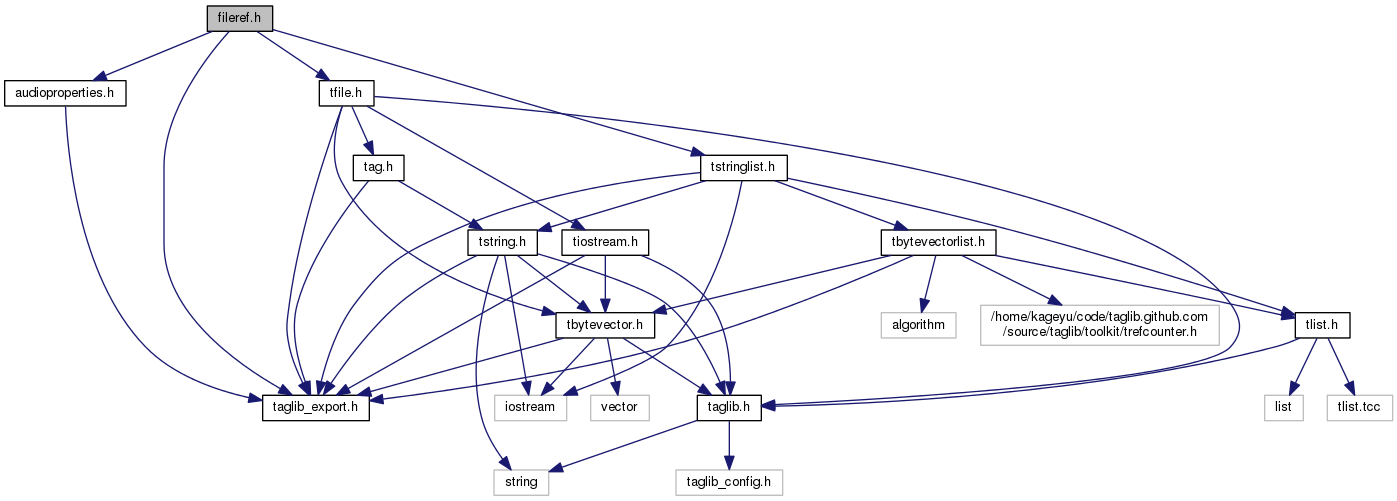 fileref.h
audioproperties.h
tfile.h
tag.h
tstringlist.h
tstring.h
tiostream.h
tbytevectorlist.h
tbytevector.h
algorithm
/home/kageyu/code/taglib.github.com
/source/taglib/toolkit/trefcounter.h
tlist.h
taglib_export.h
iostream
vector
taglib.h
list
tlist.tcc
string
taglib_config.h